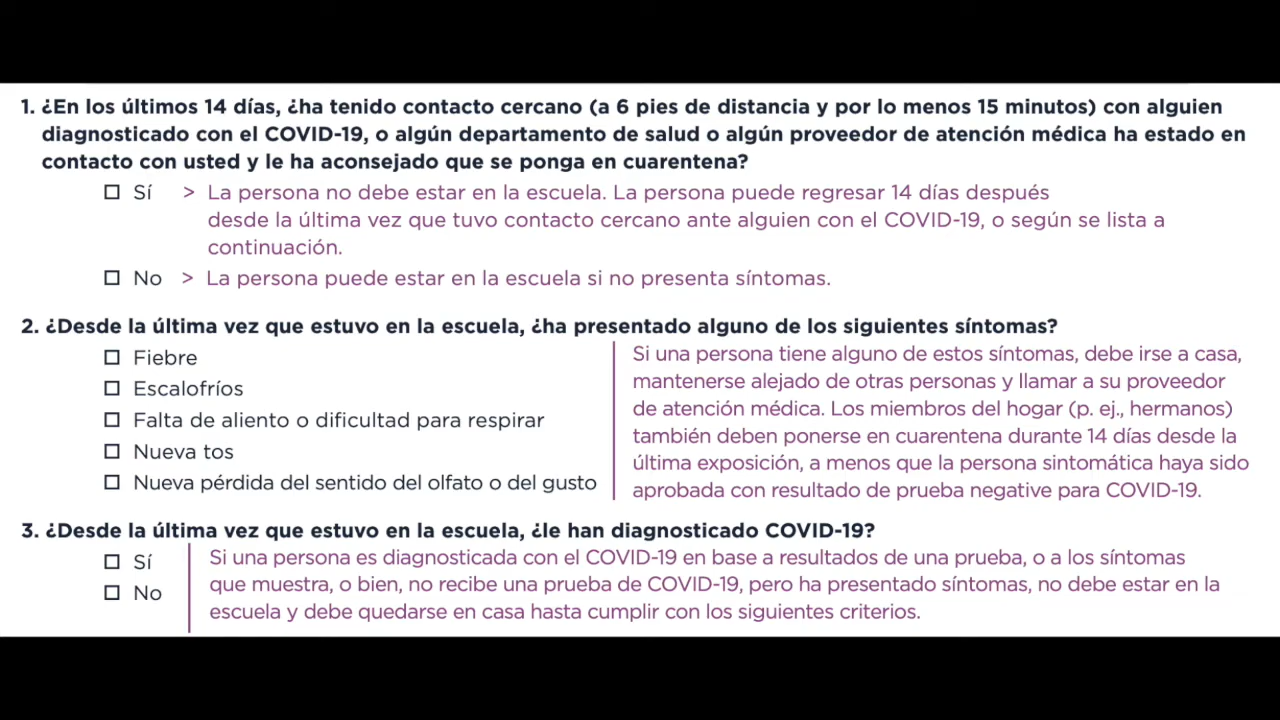 1. ¿En los últimos 14 días, ¿ha tenido contacto cercano (a 6 pies de distancia y por lo menos 15 minutos) con alguien
diagnosticado con el COVID-19, o algún departamento de salud o algún proveedor de atención médica ha estado en
contacto con usted y le ha aconsejado que se ponga en cuarentena?
☐ Sí > La persona no debe estar en la escuela. La persona puede regresar 14 días después
desde la última vez que tuvo contacto cercano ante alguien con el COVID-19, o según se lista a
continuación.
☐ No > La persona puede estar en la escuela si no presenta síntomas.
2. ¿Desde la última vez que estuvo en la escuela, ¿ha presentado alguno de los siguientes síntomas?
☐ Fiebre
☐ Escalofríos
☐ Falta de aliento o dificultad para respirar
☐ Nueva tos
☐ Nueva pérdida del sentido del olfato o del gusto
Si una persona tiene alguno de estos síntomas, debe irse a casa,
mantenerse alejado de otras personas y llamar a su proveedor
de atención médica. Los miembros del hogar (p. ej., hermanos)
también deben ponerse en cuarentena durante 14 días desde la
última exposición, a menos que la persona sintomática haya sido
aprobada con resultado de prueba negative para COVID-19.
3. ¿Desde la última vez que estuvo en la escuela, ¿le han diagnosticado COVID-19?
☐ Sí
☐ No
Si una persona es diagnosticada con el COVID-19 en base a resultados de una prueba, o a los síntomas
que muestra, o bien, no recibe una prueba de COVID-19, pero ha presentado síntomas, no debe estar en la
escuela y debe quedarse en casa hasta cumplir con los siguientes criterios.